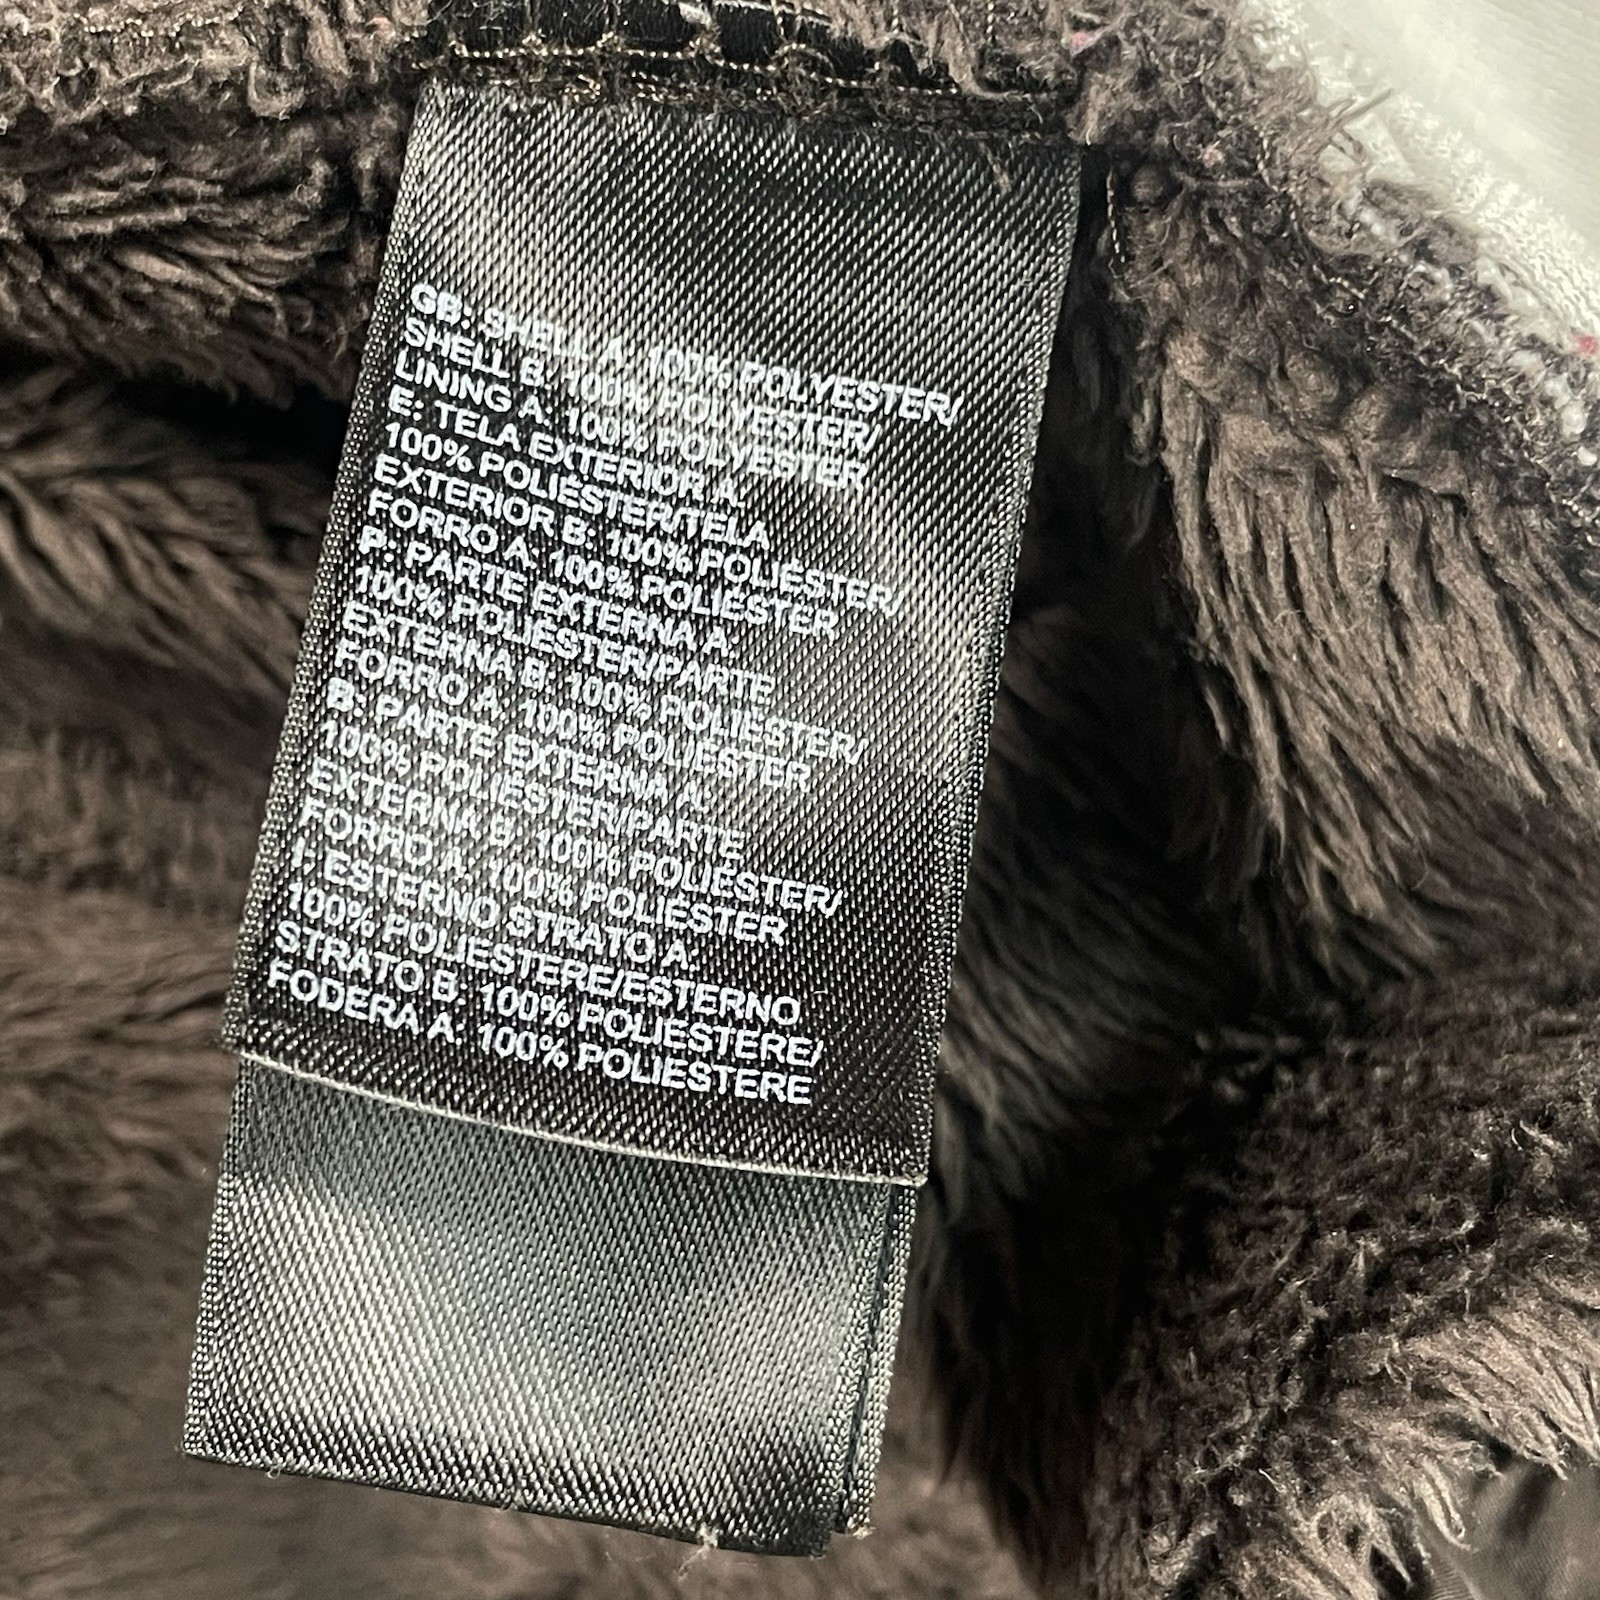 GB: SHELL A: 100% POLYESTER/
SHELL B: 100% POLYESTER/
LINING A: 100% POLYESTER
E: TELA EXTERIOR A:
100% POLIÉSTER/TELA
EXTERIOR B: 100% POLIÉSTER/
FORRO A: 100% POLIÉSTER
P: PARTE EXTERNA A:
100% POLIÉSTER/PARTE
EXTERNA B: 100% POLIÉSTER/
FORRO A: 100% POLIÉSTER
B: PARTE EXTERNA A:
100% POLIÉSTER/PARTE
EXTERNA B: 100% POLIÉSTER/
FORRO A: 100% POLIÉSTER
I: ESTERNO STRATO A:
100% POLIESTERE/ESTERNO
STRATO B: 100% POLIESTERE/
FODERA A: 100% POLIESTERE